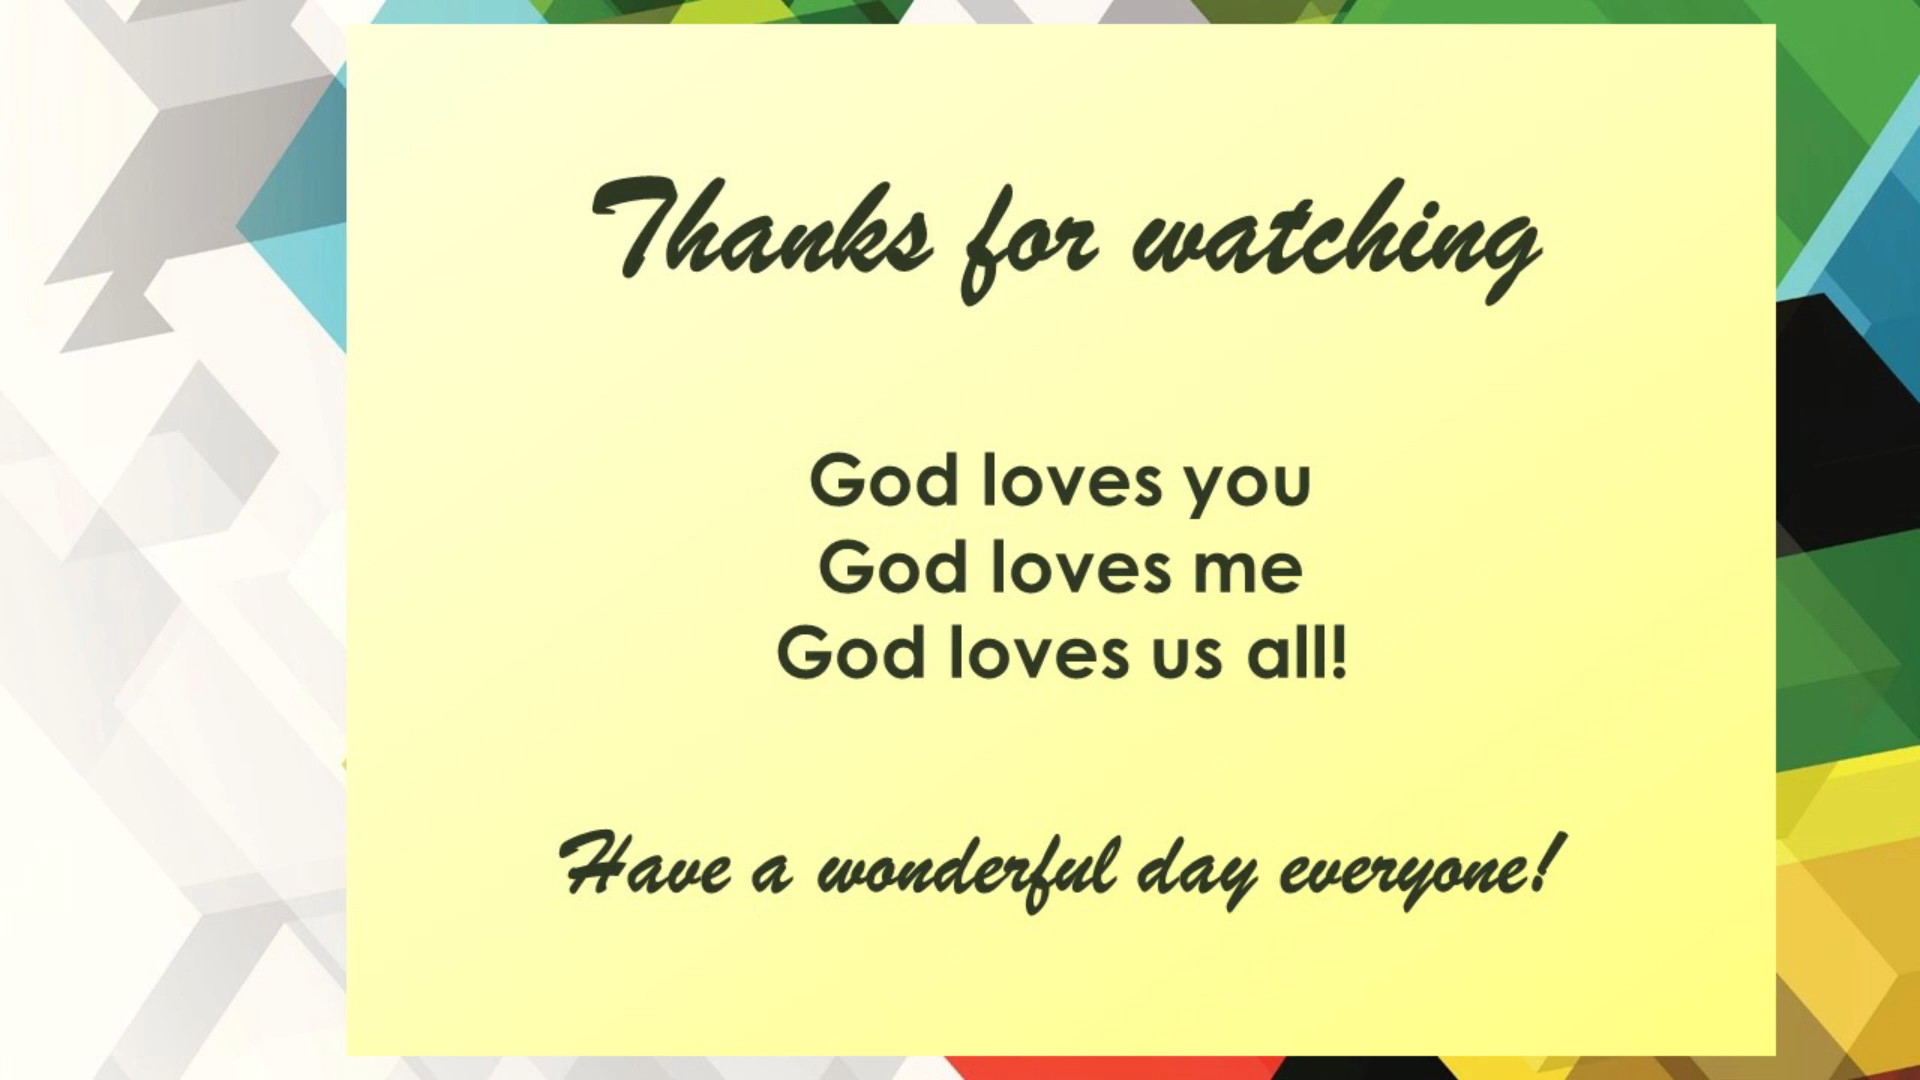 Thanks for watching
God loves you
God loves me
God loves us all!
Have a wonderful day everyone!